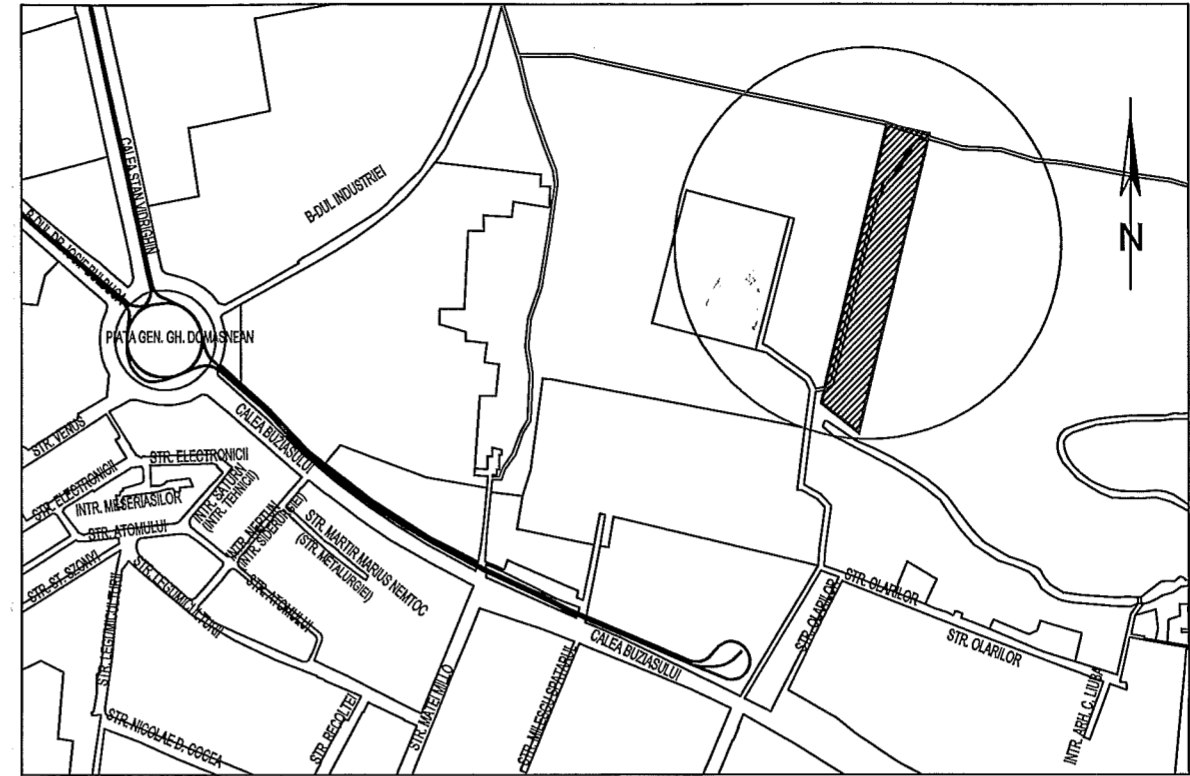 CALEA STAN VIDRIGHIN
B-DUL INDUSTRIEI
B-DUL DR. IOSIF BULBUCA
N
PIATA GEN. GH. DOMASNEAN
CALEA BUZIASULUI
STR. VENUS
STR. ELECTRONICII
STR. ELECTRONICII
INTR. MESERIASILOR
INTR. SATURN
(INTR. TEHNICII)
INTR. NEPTUN
(INTR. SIDERURGIEI)
STR. MARTIR MARIUS NEMTOC
(STR. METALURGIEI)
STR. ATOMULUI
STR. ST. SZONYI
STR. LEGUMICULTURII
STR. LEGUMICULTURII
STR. ATOMULUI
STR. OLARILOR
STR. OLARILOR
STR. OLARILOR
CALEA BUZIASULUI
STR. MATEI MILLO
STR. MILESCU SPATARUL
INTR. ARH. C. LIUBA
STR. RECOLTEI
STR. NICOLAE D. COCEA